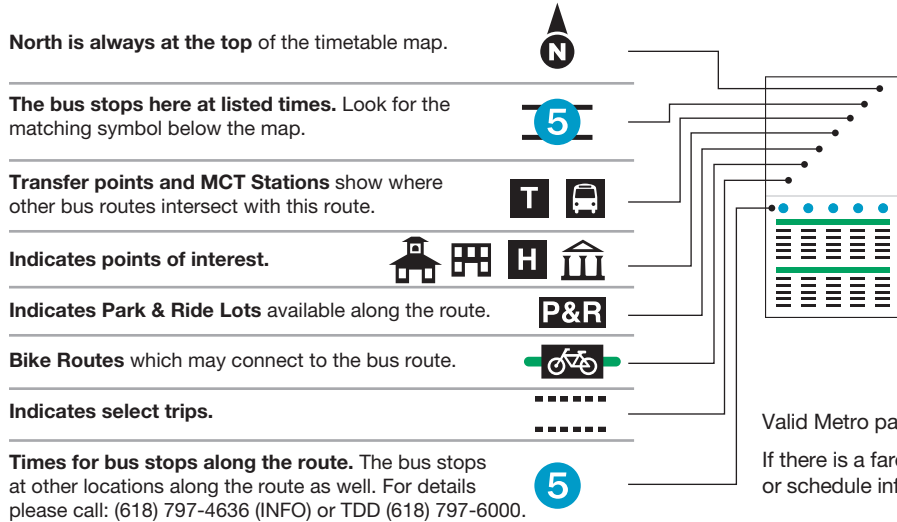 North is always at the top of the timetable map.
N
The bus stops here at listed times. Look for the
matching symbol below the map.
5
Transfer points and MCT Stations show where
other bus routes intersect with this route.
T
Indicates points of interest.
H
Indicates Park & Ride Lots available along the route.
P&R
Bike Routes which may connect to the bus route.
Indicates select trips.
Times for bus stops along the route. The bus stops
at other locations along the route as well. For details
please call: (618) 797-4636 (INFO) or TDD (618) 797-6000.
5
Valid Metro
If there is a
or schedule